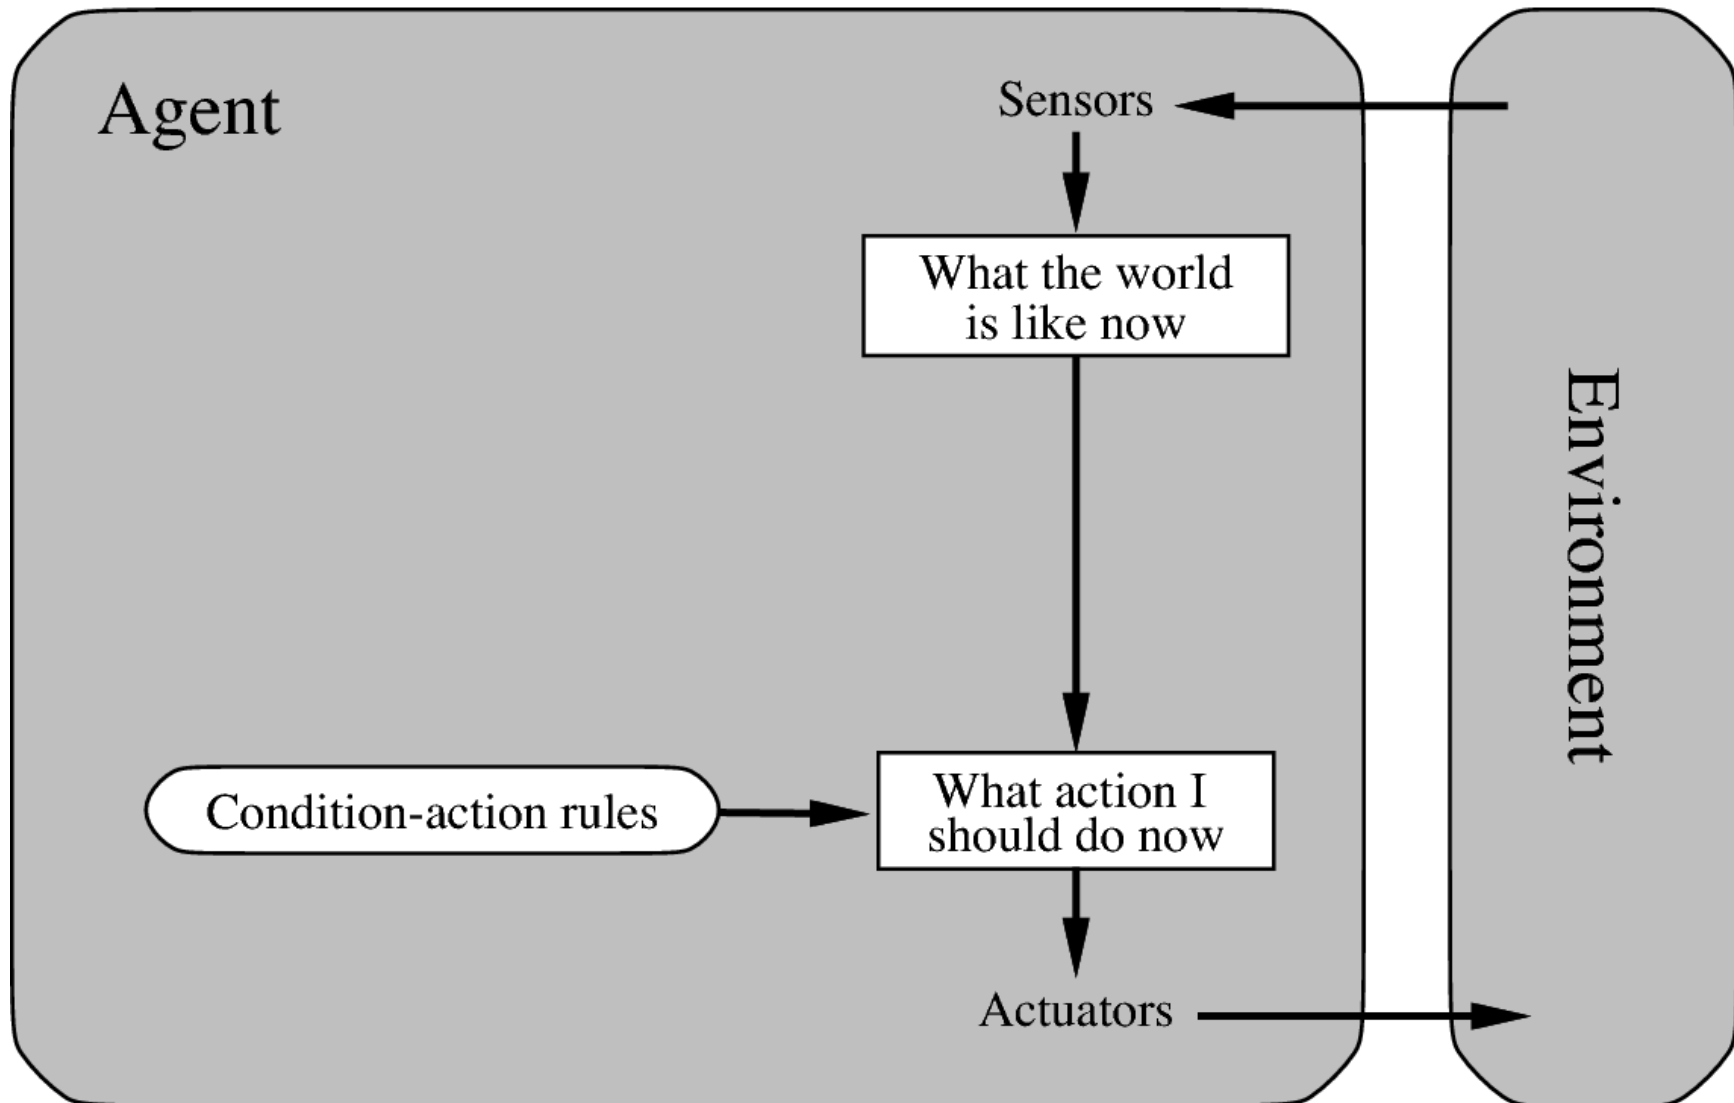 Agent
Sensors
What the world
is like now
Environment
Condition-action rules
What action I
should do now
Actuators